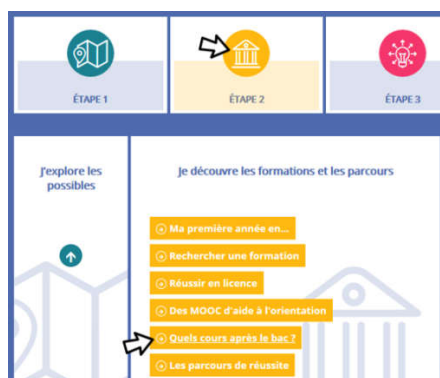 ÉTAPE 1
ÉTAPE 2
ÉTAPE 3
J'explore les
possibles
Je découvre les formations et les parcours
Ma première année en...
Rechercher une formation
Réussir en licence
Des MOOC d'aide à l'orientation
Quels cours après le bac ?
Les parcours de réussite